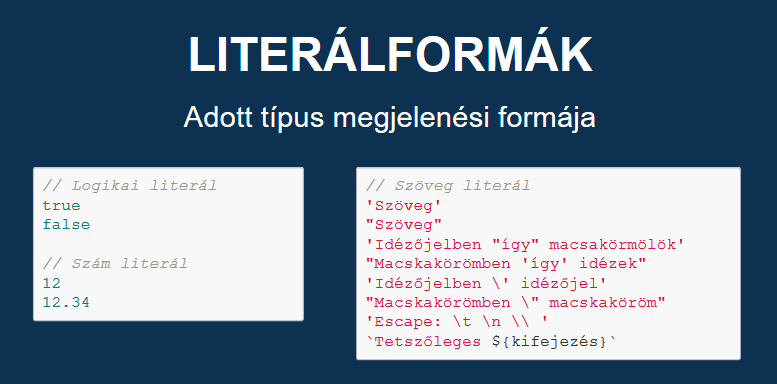 LITERÁLFORMÁK
Adott típus megjelenési formája
// Logikai literál
true
false
// Szám literál
12
12.34
// Szöveg literál
'Szöveg'
"Szöveg"
'Idézőjelben "így" macsakörmölök'
"Macskakörömben 'így' idézek"
'Idézőjelben \' idézőjel'
"Macskakörömben \" macskaköröm"
'Escape: \t \n \\ '
`Tetszőleges ${kifejezés}`